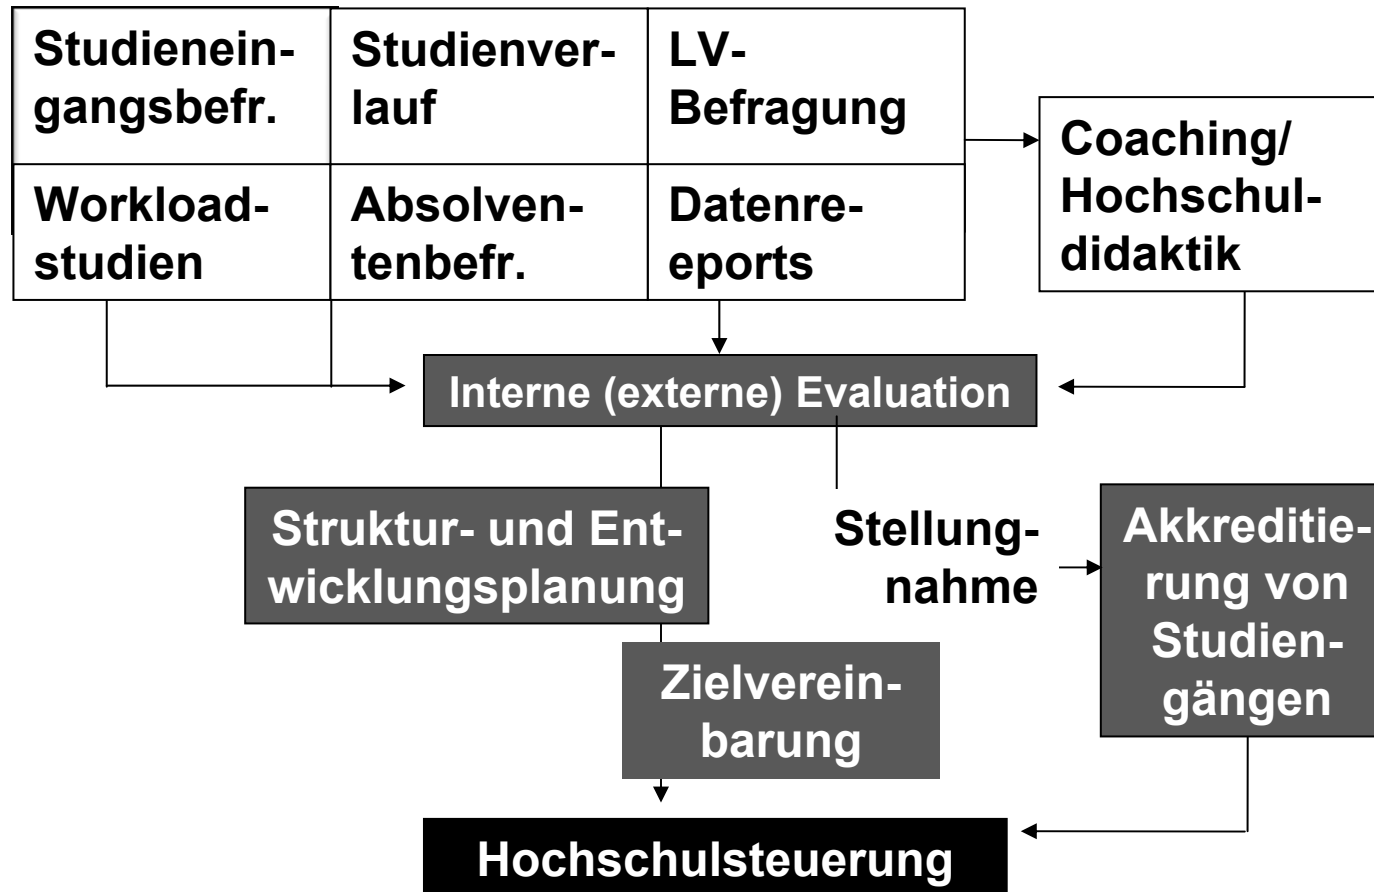 Studienein-
gangsbefr.
Studienver-
lauf
LV-
Befragung
Workload-
studien
Absolven-
tenbefr.
Datenre-
eports
Coaching/
Hochschul-
didaktik
Interne (externe) Evaluation
Struktur- und Ent-
wicklungsplanung
Stellung-
nahme
Akkreditie-
rung von
Studien-
gängen
Zielverein-
barung
Hochschulsteuerung